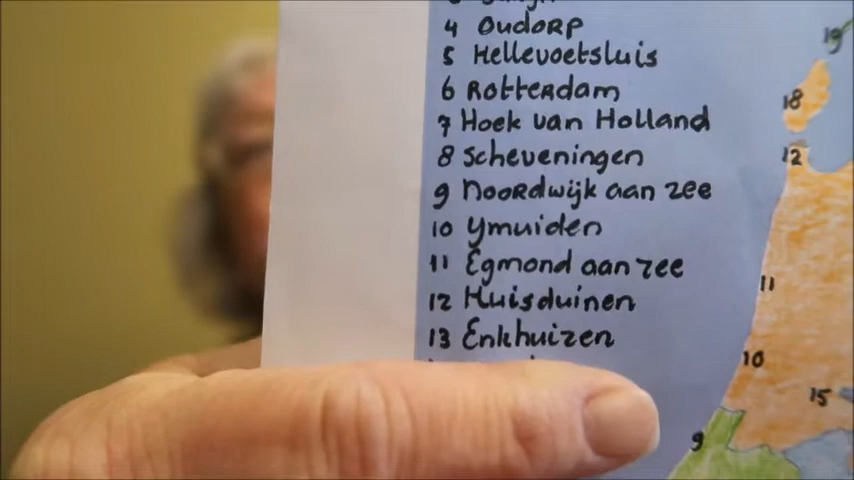 4 Oudorp
5 Hellevoetsluis
6 Rotterdam
7 Hoek van Holland
8 Scheveningen
9 Noordwijk aan zee
10 Ymuiden
11 Egmond aan zee
12 Huisduinen
13 Enkhuizen
19
18
12
11
10
15
9